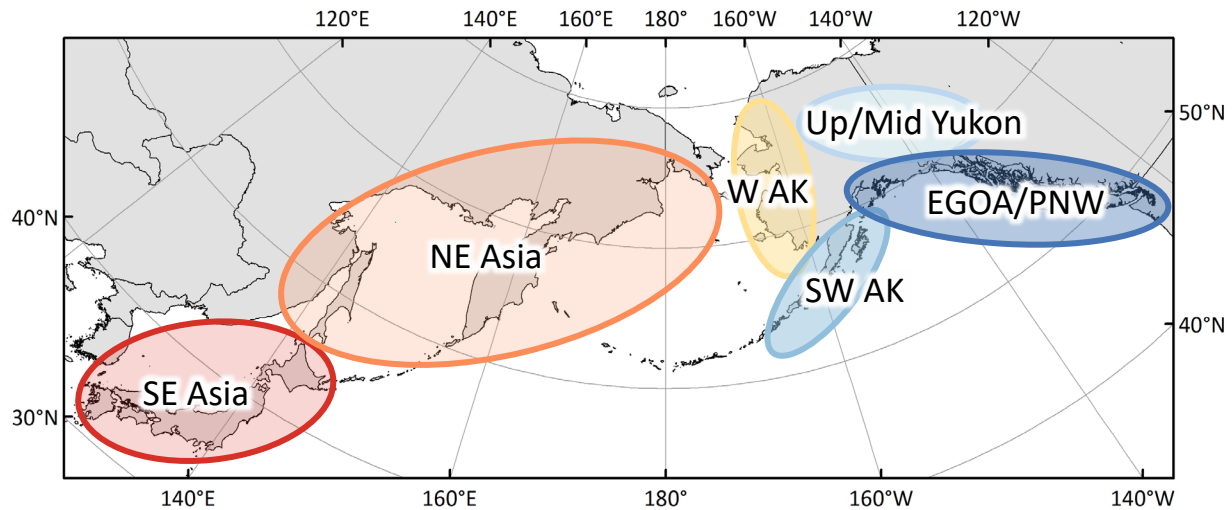 120°E 140°E 160°E 180° 160°W 140°W 120°W
50°N
Up/Mid Yukon
W AK
EGOA/PNW
40°N
NE Asia
SW AK
40°N
SE Asia
30°N
140°E 160°E 180° 160°W 140°W